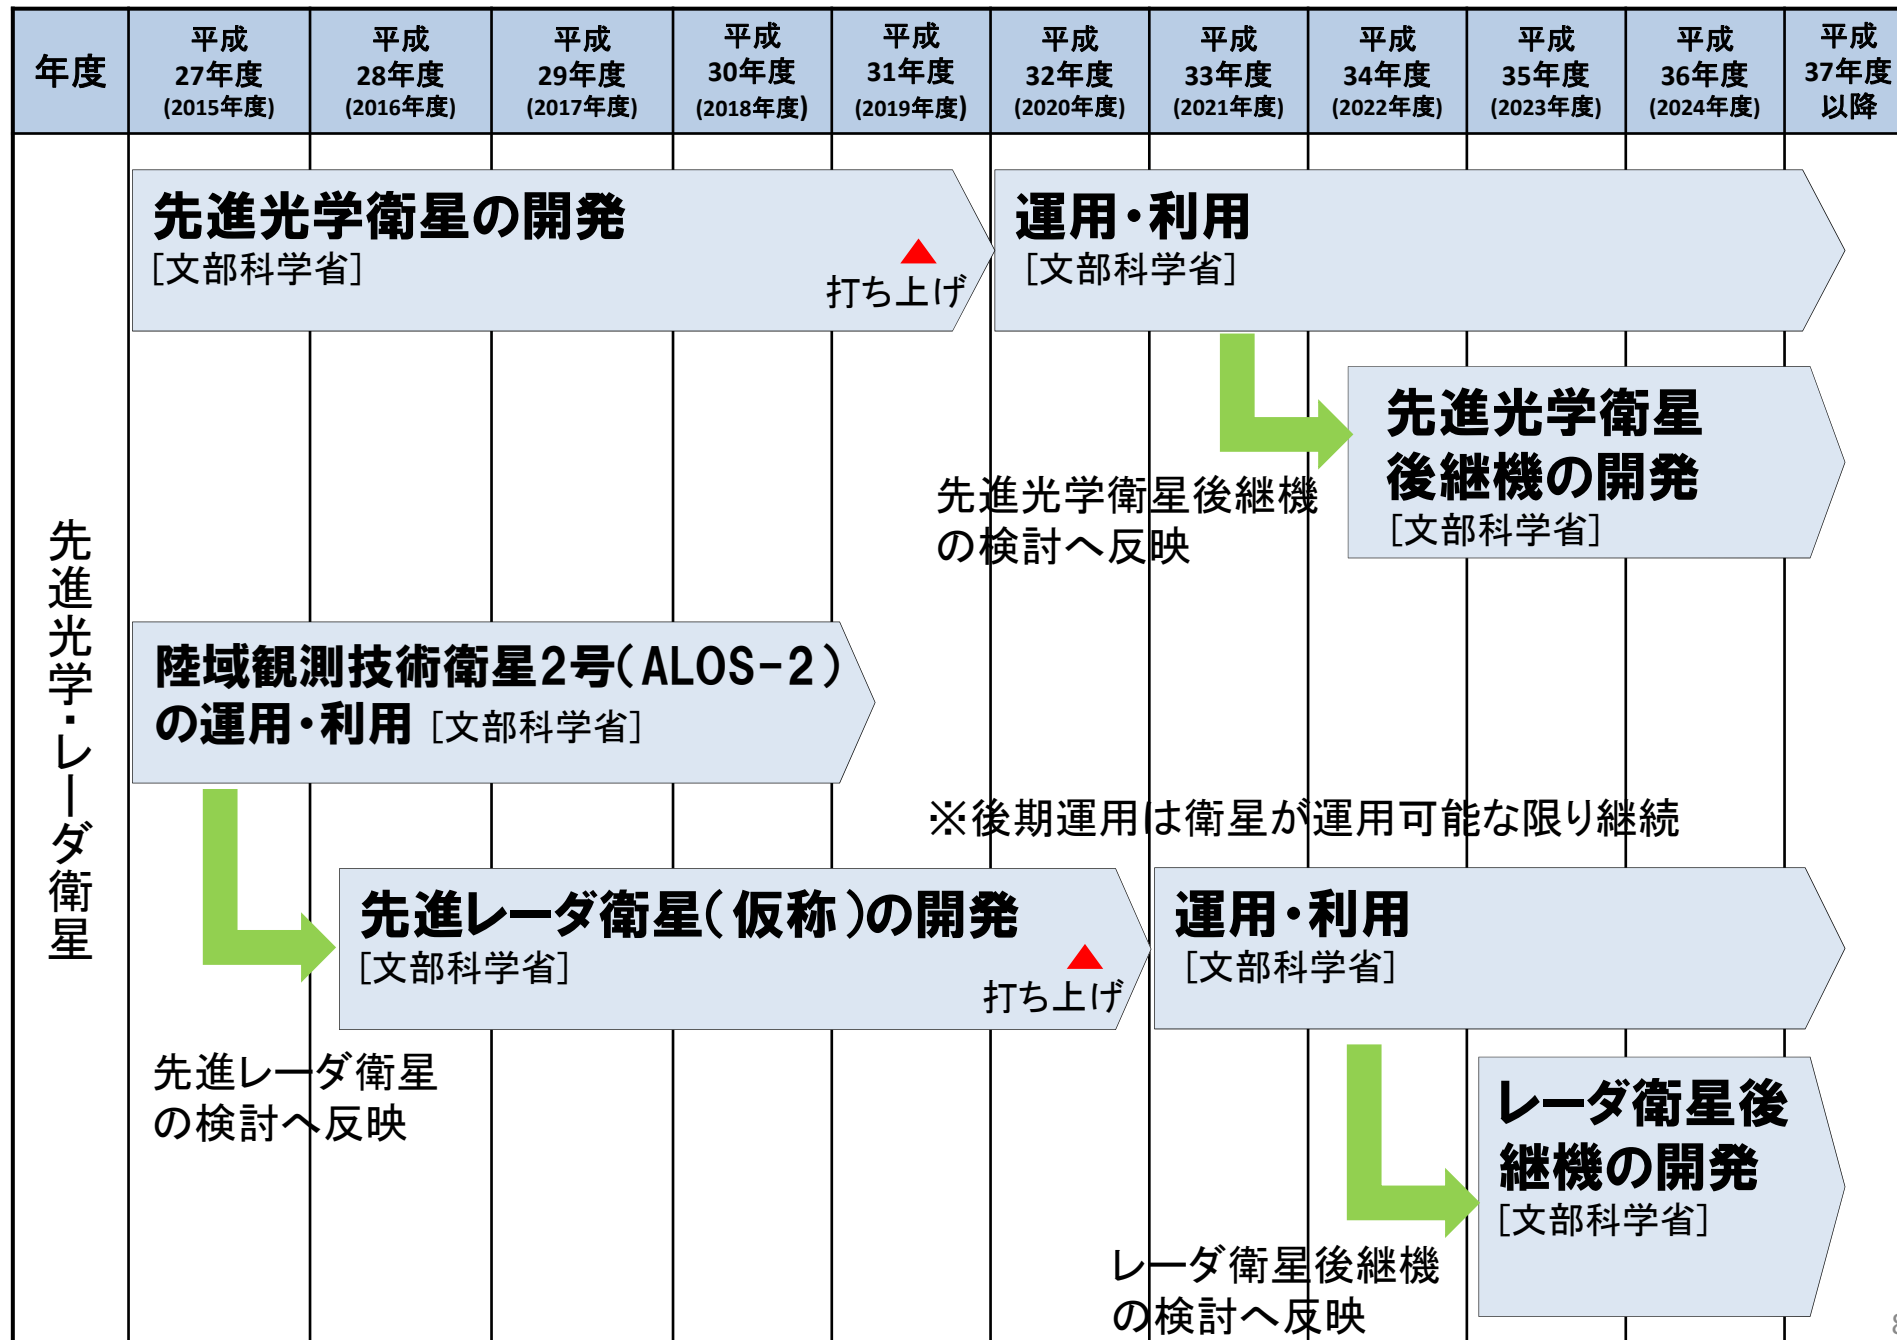 年度
平成
27年度
(2015年度)
平成
28年度
(2016年度)
平成
29年度
(2017年度)
平成
30年度
(2018年度)
平成
31年度
(2019年度)
平成
32年度
(2020年度)
平成
33年度
(2021年度)
平成
34年度
(2022年度)
平成
35年度
(2023年度)
平成
36年度
(2024年度)
平成
37年度
以降
先進光学・レーダ衛星
先進光学衛星の開発
[文部科学省]
打ち上げ
運用・利用
[文部科学省]
先進光学衛星後継機
の検討へ反映
先進光学衛星
後継機の開発
[文部科学省]
陸域観測技術衛星2号(ALOS-2)
の運用・利用 [文部科学省]
※後期運用は衛星が運用可能な限り継続
先進レーダ衛星(仮称)の開発
[文部科学省]
打ち上げ
運用・利用
[文部科学省]
先進レーダ衛星
の検討へ反映
レーダ衛星後
継機の開発
[文部科学省]
レーダ衛星後継機
の検討へ反映